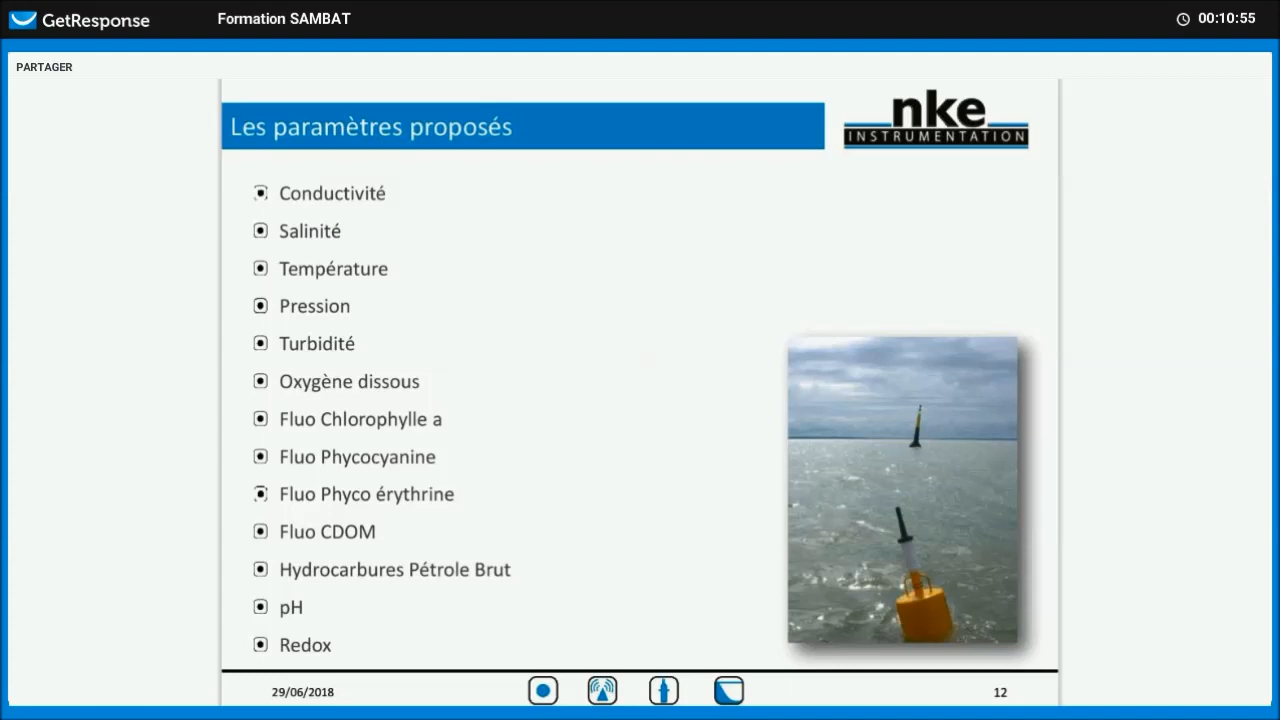 GetResponse
Formation SAMBAT
00:10:55
PARTAGER
Les paramètres proposés
nke
INSTRUMENTATION
Conductivité
Salinité
Température
Pression
Turbidité
Oxygène dissous
Fluo Chlorophylle a
Fluo Phycocyanine
Fluo Phyco érythrine
Fluo CDOM
Hydrocarbures Pétrole Brut
pH
Redox
29/06/2018
12